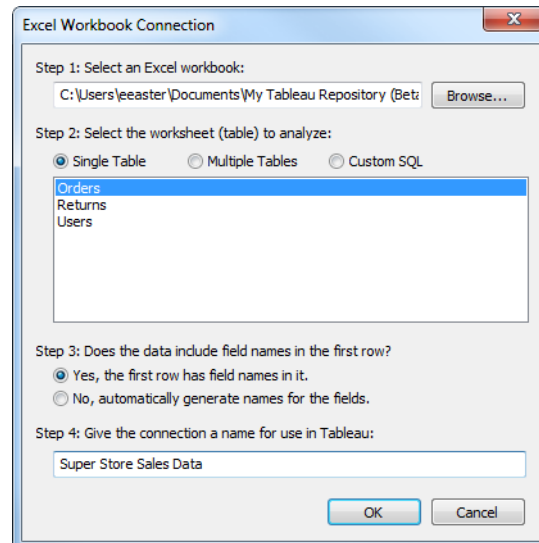 Excel Workbook Connection
Step 1: Select an Excel workbook:
C:\Users\eeaster\Documents\My Tableau Repository (Beta
Browse...
Step 2: Select the worksheet (table) to analyze:
Single Table Multiple Tables Custom SQL
Orders
Returns
Users
Step 3: Does the data include field names in the first row?
Yes, the first row has field names in it.
No, automatically generate names for the fields.
Step 4: Give the connection a name for use in Tableau:
Super Store Sales Data
OK Cancel